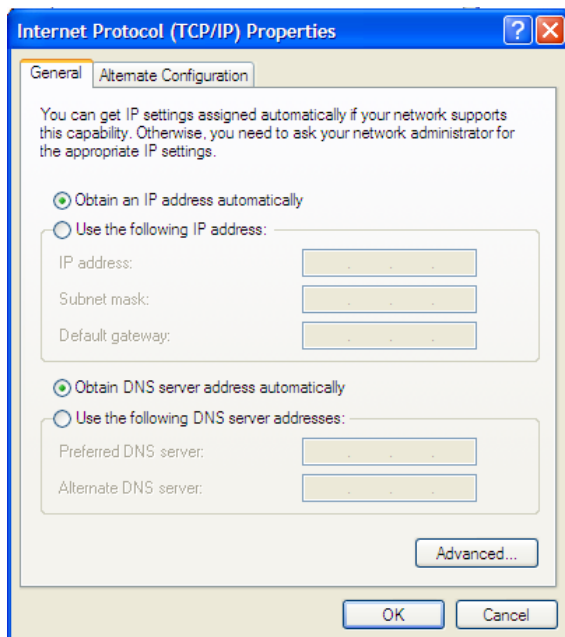 Internet Protocol (TCP/IP) Properties
General
Alternate Configuration
You can get IP settings assigned automatically if your network supports
this capability. Otherwise, you need to ask your network administrator for
the appropriate IP settings.
Obtain an IP address automatically
Use the following IP address:
IP address:
Subnet mask:
Default gateway:
Obtain DNS server address automatically
Use the following DNS server addresses:
Preferred DNS server:
Alternate DNS server:
Advanced...
OK
Cancel